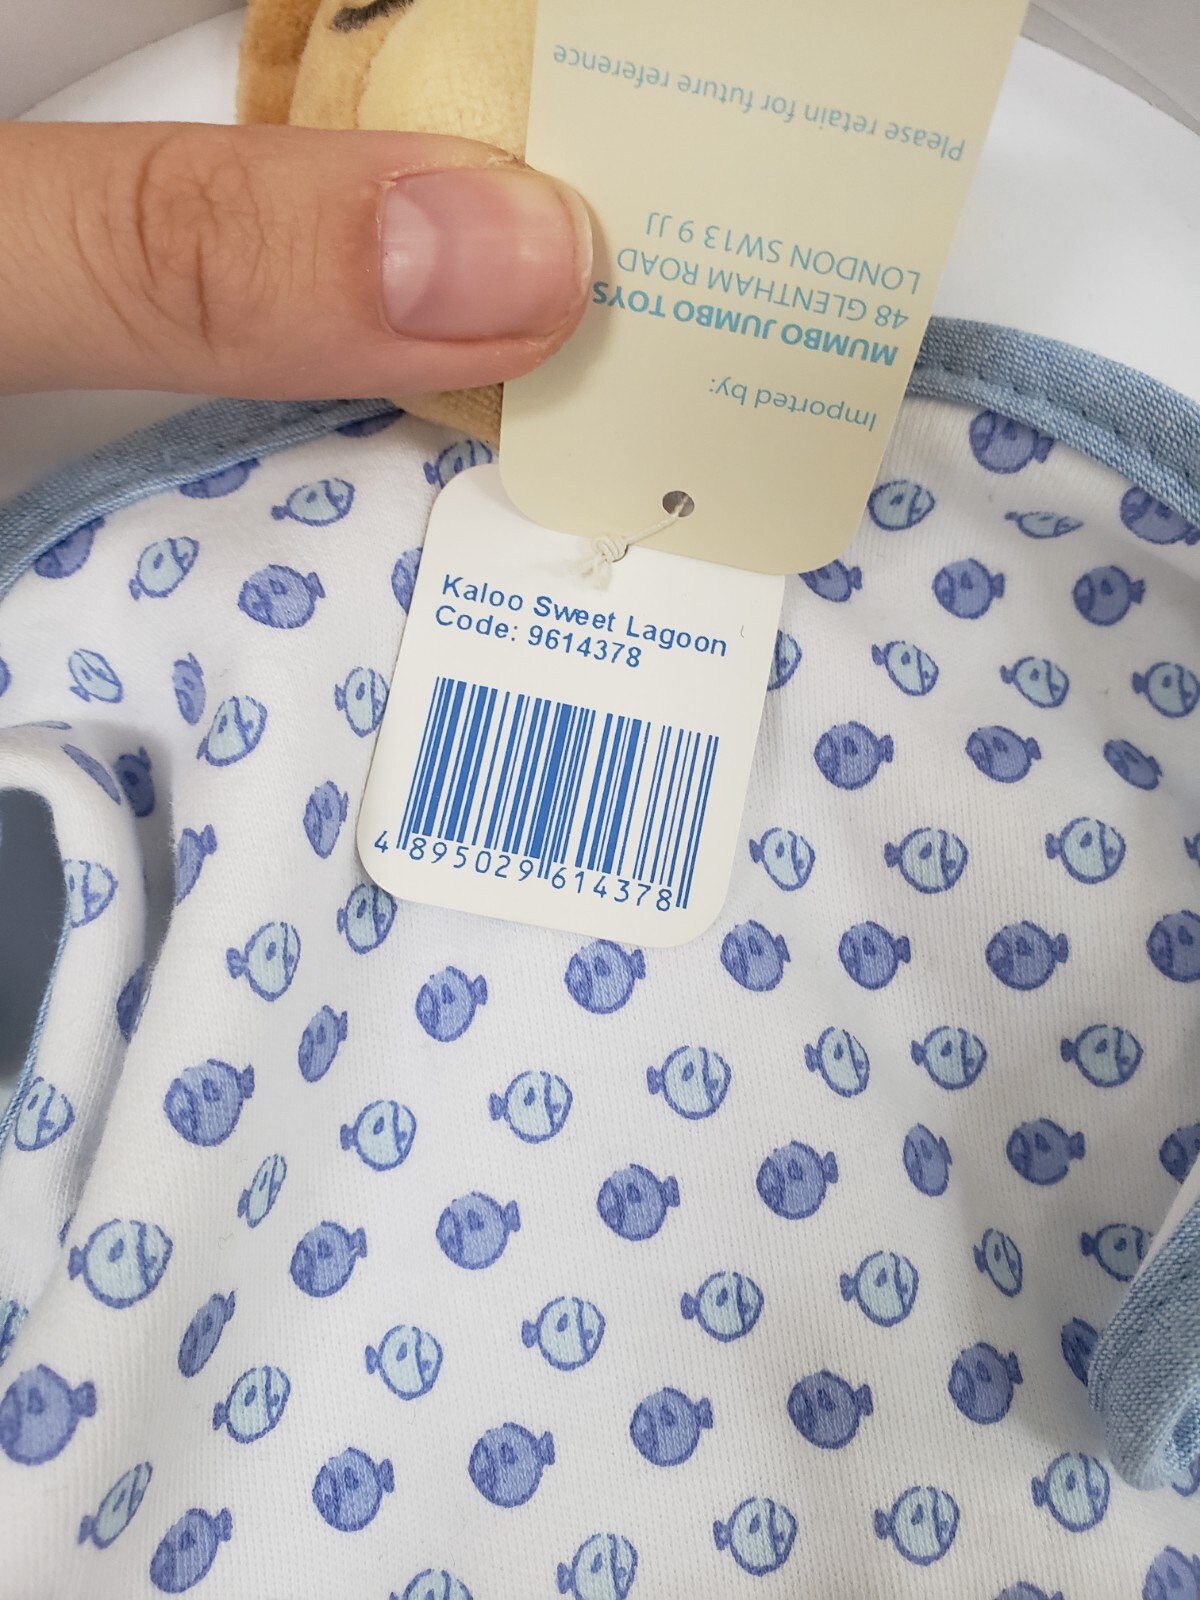 Please retain for future reference
Imported by:
MUMBO JUMBO TOYS
48 GLENTHAM ROAD
LONDON SW13 9 JJ
Kaloo Sweet Lagoon
Code: 9614378
4 895029 614378